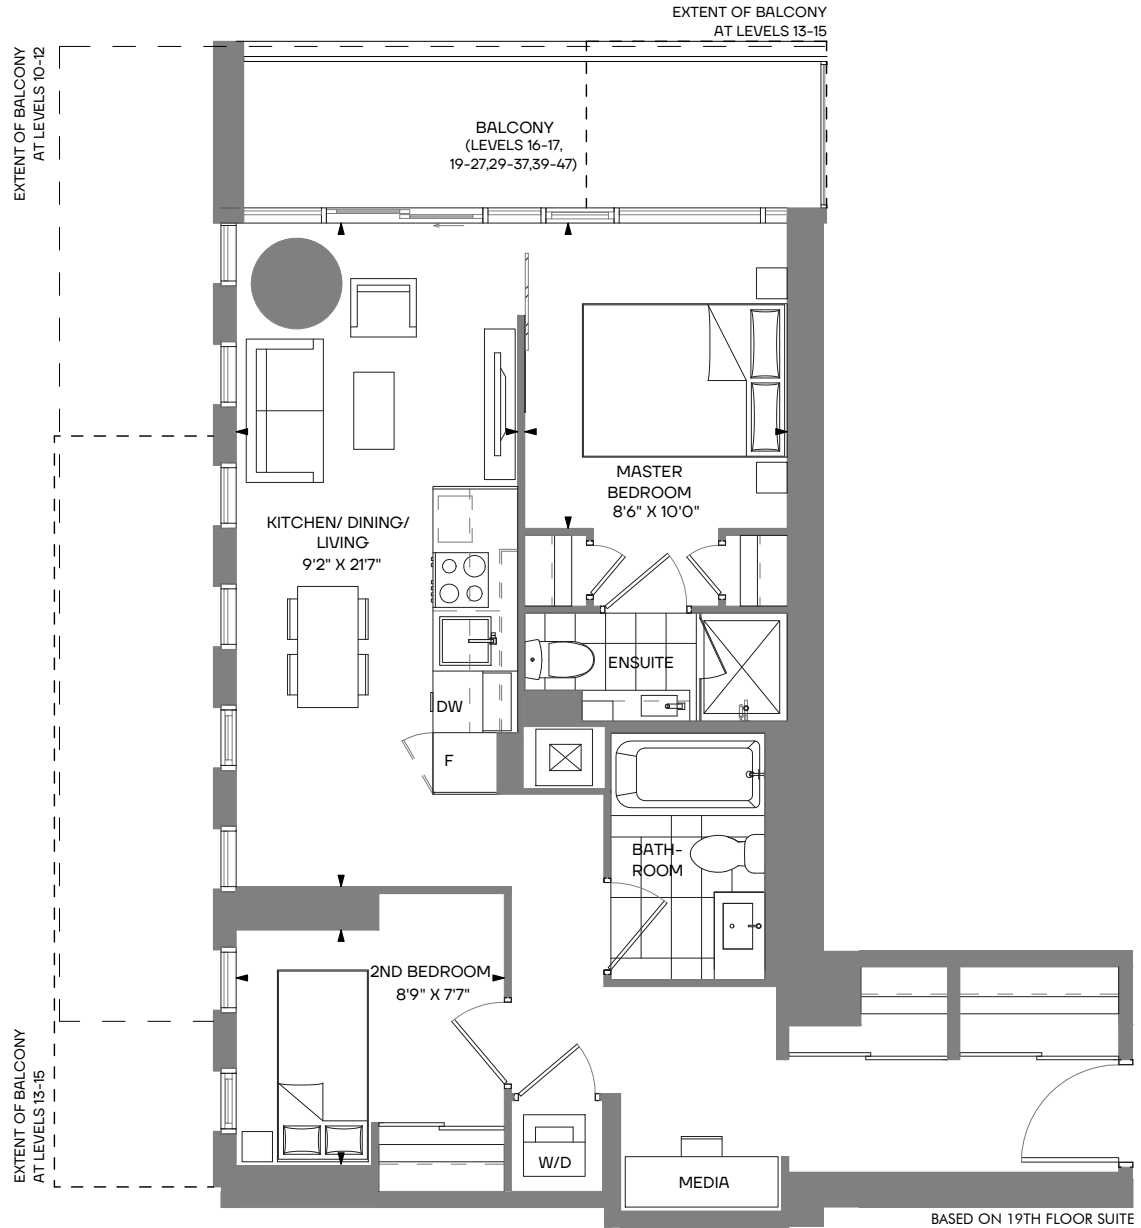 EXTENT OF BALCONY
AT LEVELS 13-15
EXTENT OF BALCONY
AT LEVELS 10-12
BALCONY
(LEVELS 16-17,
19-27,29-37,39-47)
MASTER
BEDROOM
8'6" X 10'0"
KITCHEN/ DINING/
LIVING
9'2" X 21'7"
ENSUITE
DW
F
BATH-
ROOM
2ND BEDROOM
8'9" X 7'7"
EXTENT OF BALCONY
AT LEVELS 13-15
W/D
MEDIA
BASED ON 19TH FLOOR SUITE